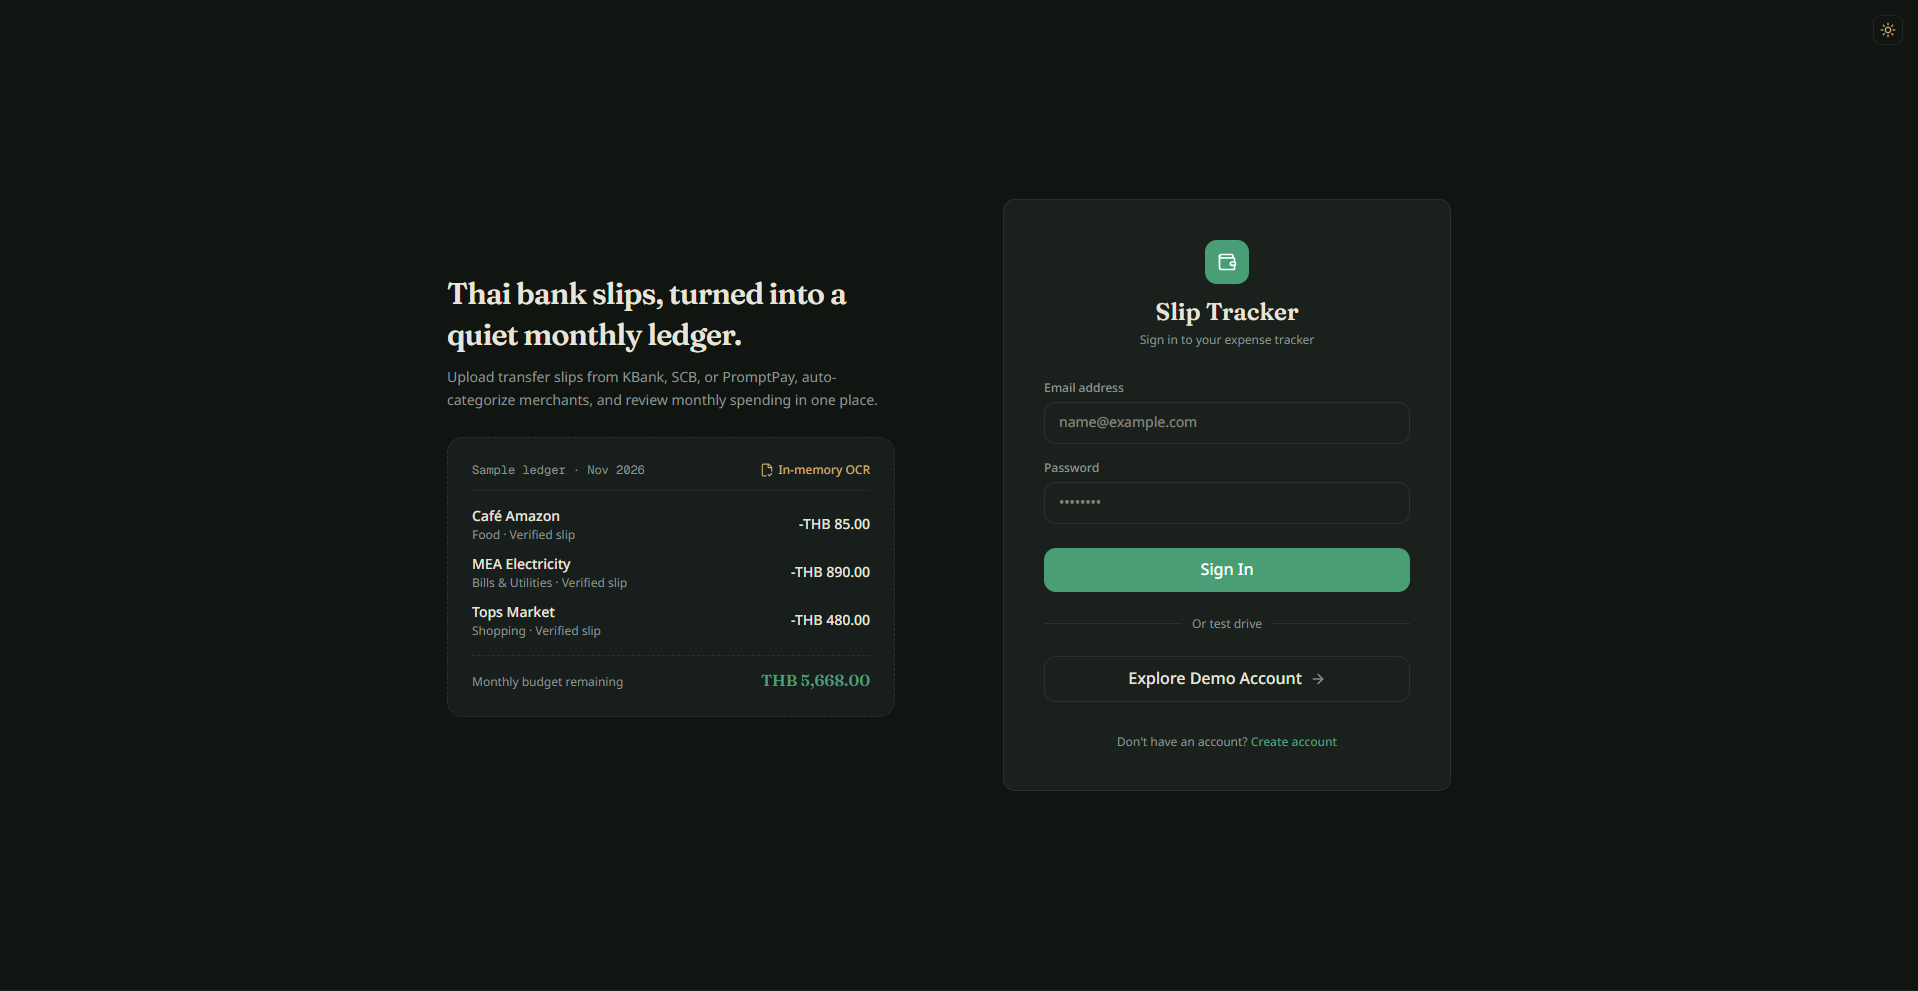 Thai bank slips, turned into a
quiet monthly ledger.
Upload transfer slips from KBank, SCB, or PromptPay, auto-
categorize merchants, and review monthly spending in one place.
Sample ledger · Nov 2026
In-memory OCR
Café Amazon
-THB 85.00
Food · Verified slip
MEA Electricity
-THB 890.00
Bills & Utilities · Verified slip
Tops Market
-THB 480.00
Shopping · Verified slip
Monthly budget remaining
THB 5,668.00
Slip Tracker
Sign in to your expense tracker
Email address
name@example.com
Password
••••••••
Sign In
Or test drive
Explore Demo Account →
Don't have an account? Create account